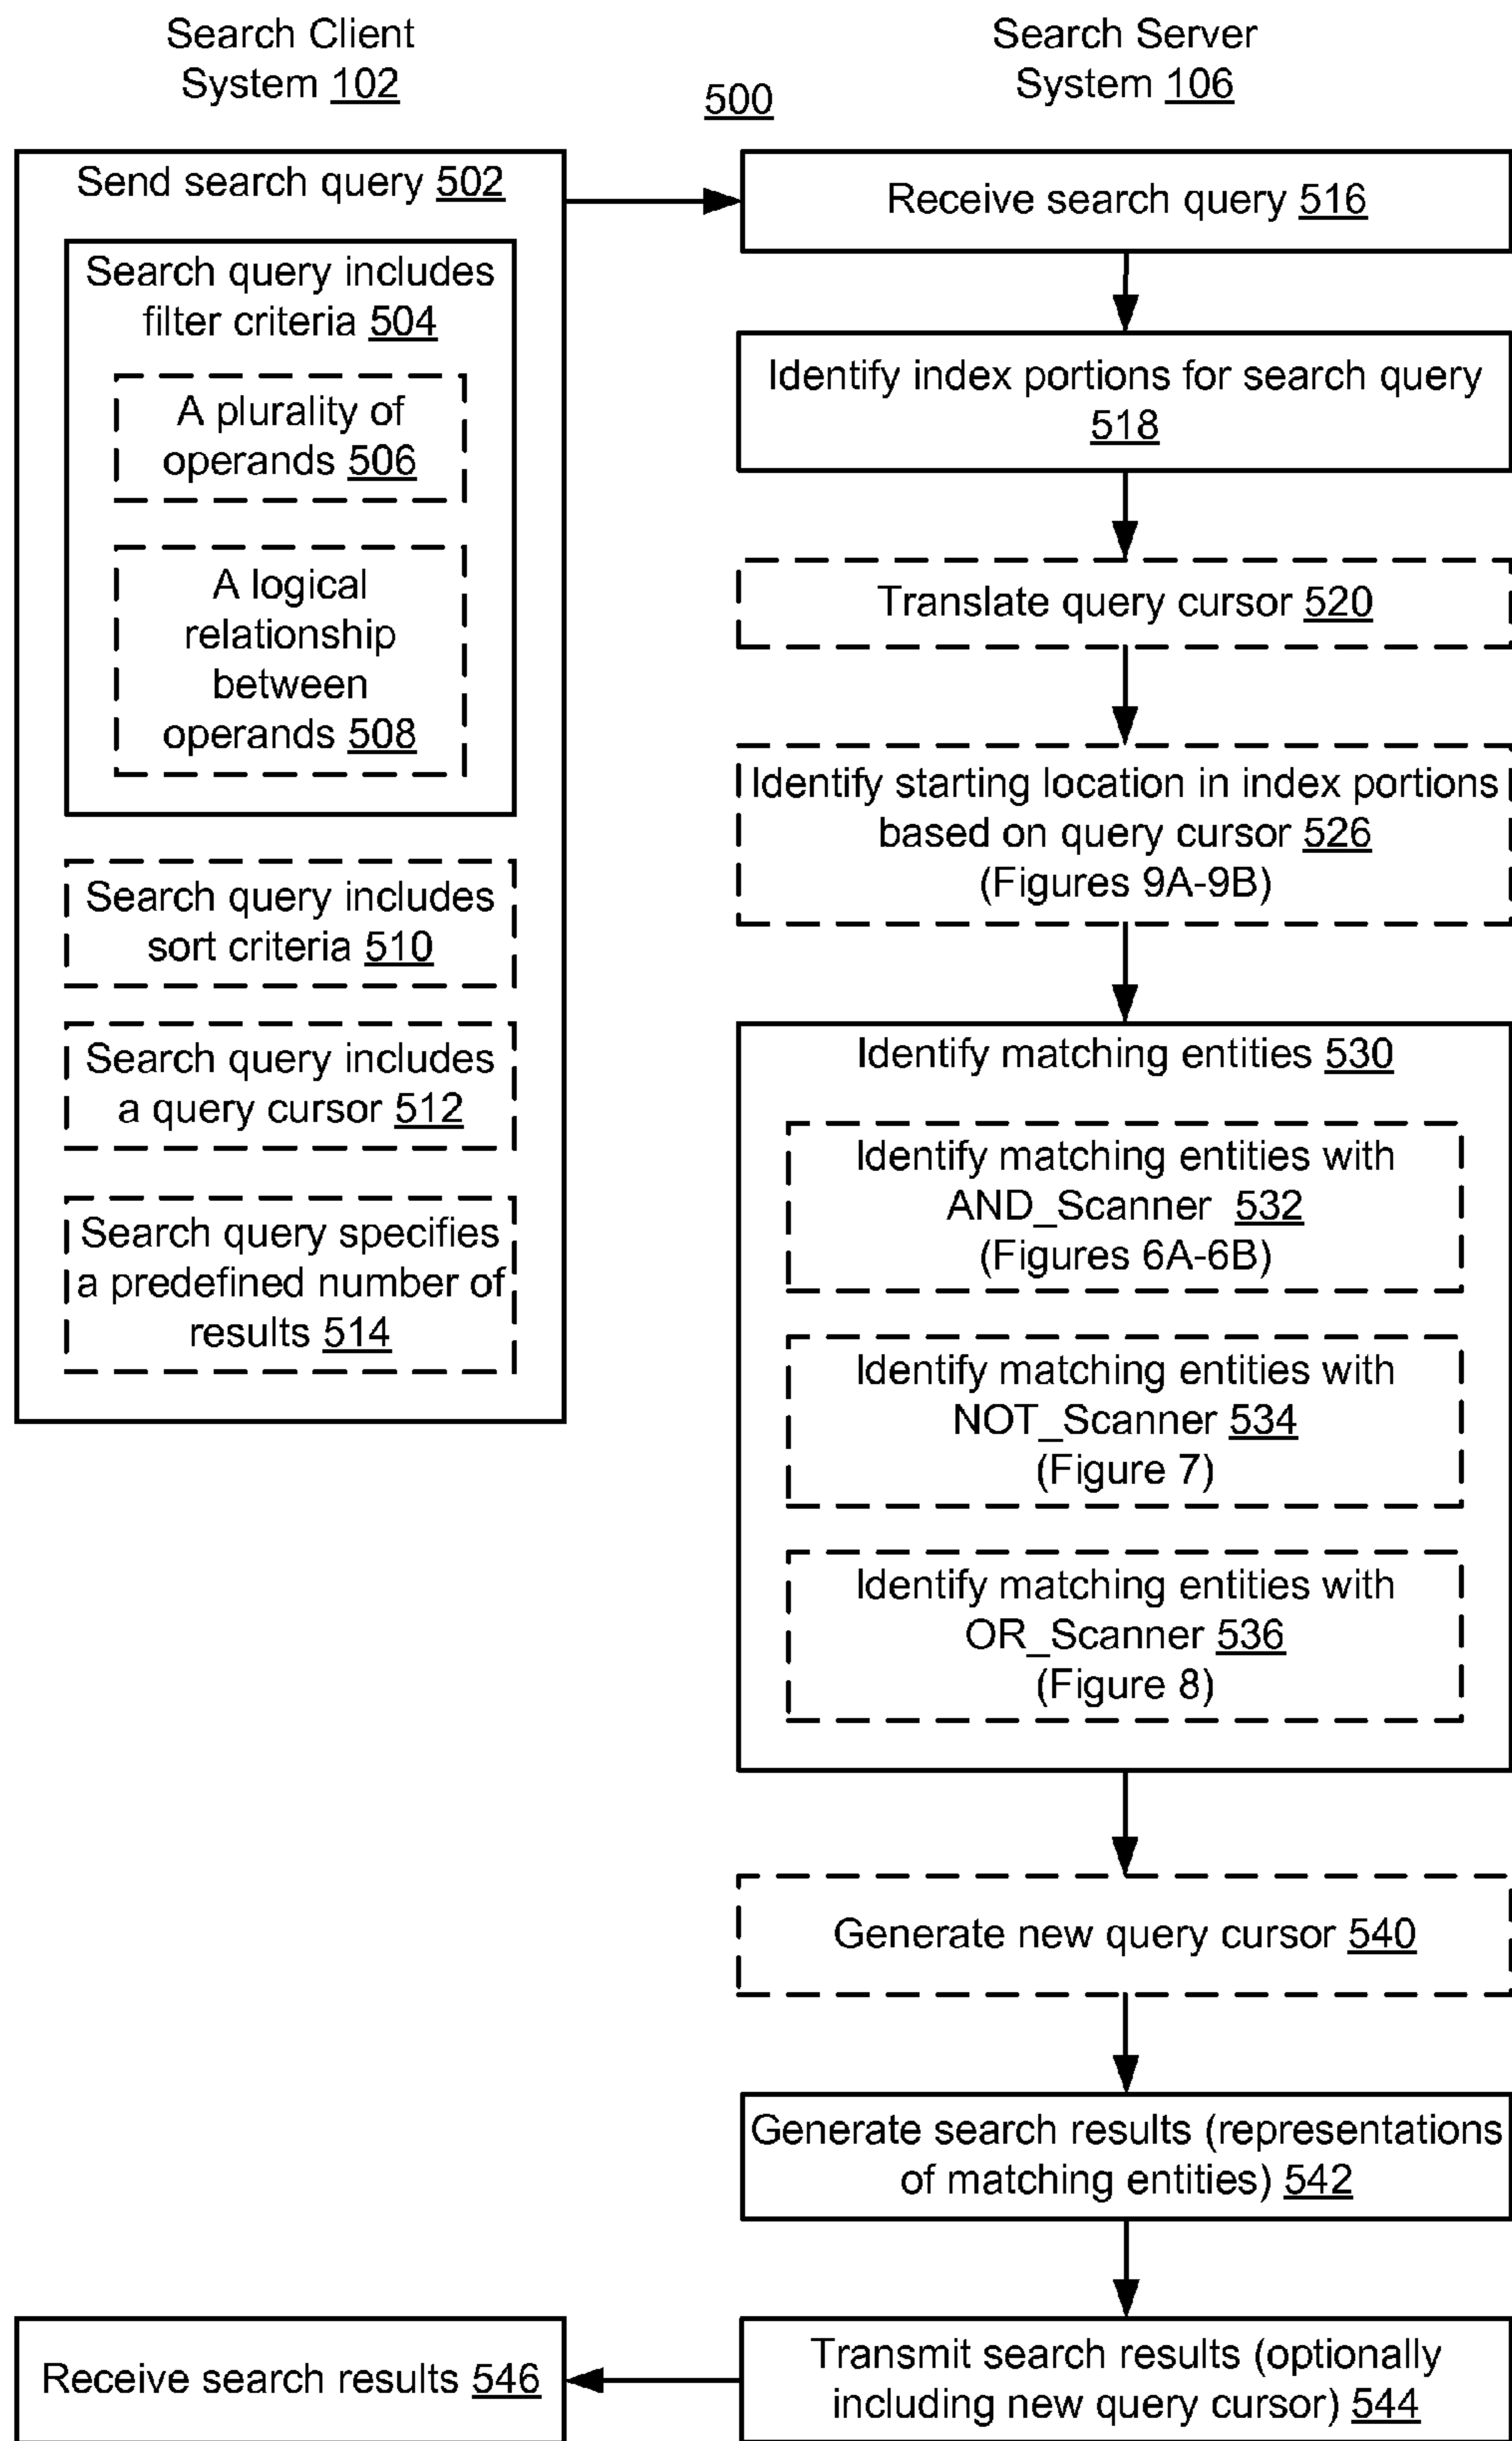 Search Client
System 102
500
Search Server
System 106
Send search query 502
Search query includes
filter criteria 504
A plurality of
operands 506
A logical
relationship
between
operands 508
Search query includes
sort criteria 510
Search query includes
a query cursor 512
Search query specifies
a predefined number of
results 514
Receive search query 516
Identify index portions for search query
518
Translate query cursor 520
Identify starting location in index portions
based on query cursor 526
(Figures 9A-9B)
Identify matching entities 530
Identify matching entities with
AND_Scanner 532
(Figures 6A-6B)
Identify matching entities with
NOT_Scanner 534
(Figure 7)
Identify matching entities with
OR_Scanner 536
(Figure 8)
Generate new query cursor 540
Generate search results (representations
of matching entities) 542
Transmit search results (optionally
including new query cursor) 544
Receive search results 546